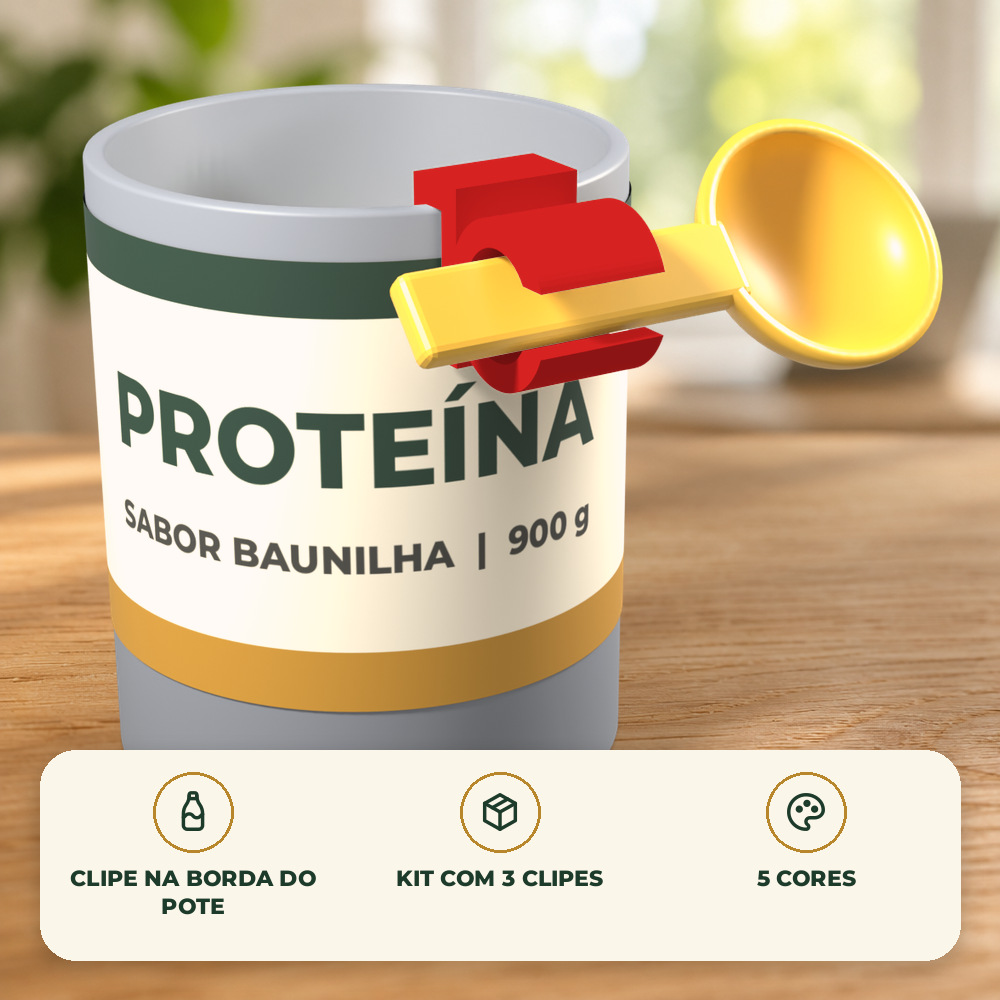 PROTEÍNA
SABOR BAUNILHA | 900 g
CLIPE NA BORDA DO
POTE
KIT COM 3 CLIPES
5 CORES